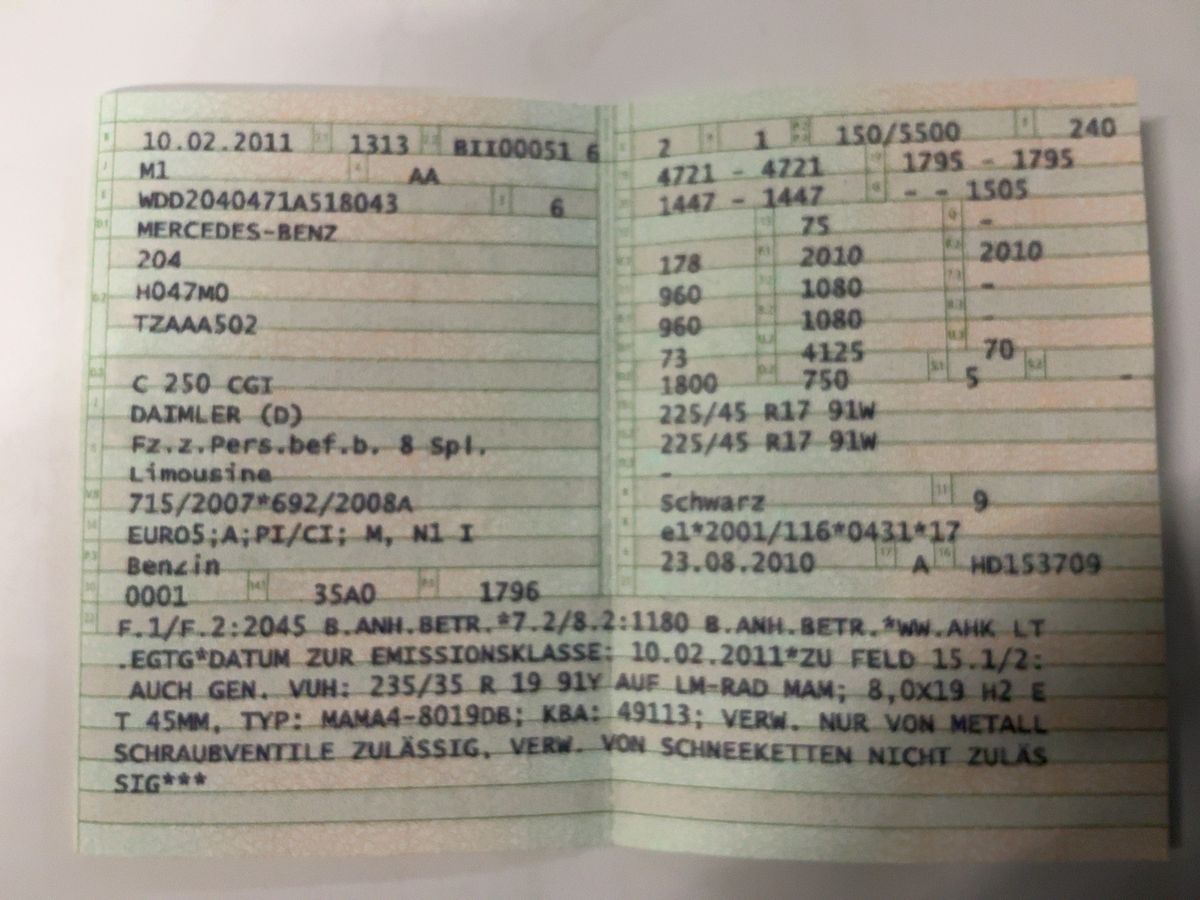 10.02.2011 1313 BII00051 6
M1 AA
WDD2040471A518043 6
MERCEDES-BENZ
204
H047M0
TZAAA502
C 250 CGI
DAIMLER (D)
Fz.z.Pers.bef.b. 8 Spl.
Limousine
715/2007*692/2008A
EURO5;A;PI/CI; M, N1 I
Benzin
0001 35A0 1796
2 1 150/5500 240
4721 - 4721 1795 - 1795
1447 - 1447 - - 1505
75 -
178 2010 2010
960 1080 -
960 1080 -
73 4125 70
1800 750 5 -
225/45 R17 91W
225/45 R17 91W
-
Schwarz 9
e1*2001/116*0431*17
23.08.2010 17 A 16 HD153709
F.1/F.2:2045 B.ANH.BETR.*7.2/8.2:1180 B.ANH.BETR.*WW.AHK LT
.EGTG*DATUM ZUR EMISSIONSKLASSE: 10.02.2011*ZU FELD 15.1/2:
AUCH GEN. VUH: 235/35 R 19 91Y AUF LM-RAD MAM; 8,0X19 H2 E
T 45MM, TYP: MAMA4-8019DB; KBA: 49113; VERW. NUR VON METALL
SCHRAUBVENTILE ZULÄSSIG, VERW. VON SCHNEEKETTEN NICHT ZULÄS
SIG***